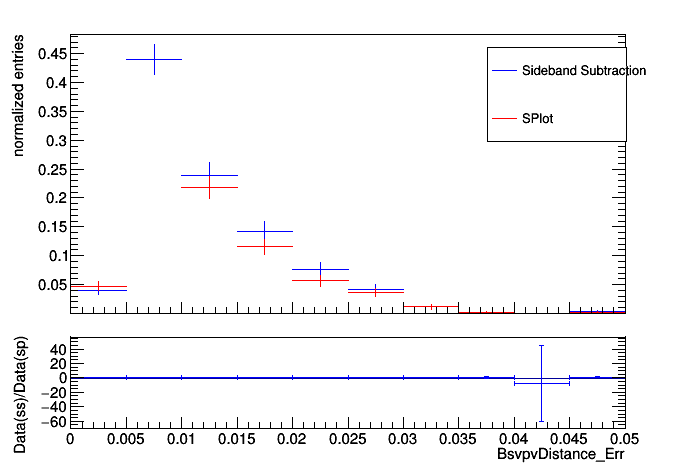 normalized entries
0.45
0.4
0.35
0.3
0.25
0.2
0.15
0.1
0.05
Sideband Subtraction
SPlot
Data(ss)/Data(sp)
40
20
0
−20
−40
−60
0 0.005 0.01 0.015 0.02 0.025 0.03 0.035 0.04 0.045 0.05
BsvpvDistance_Err